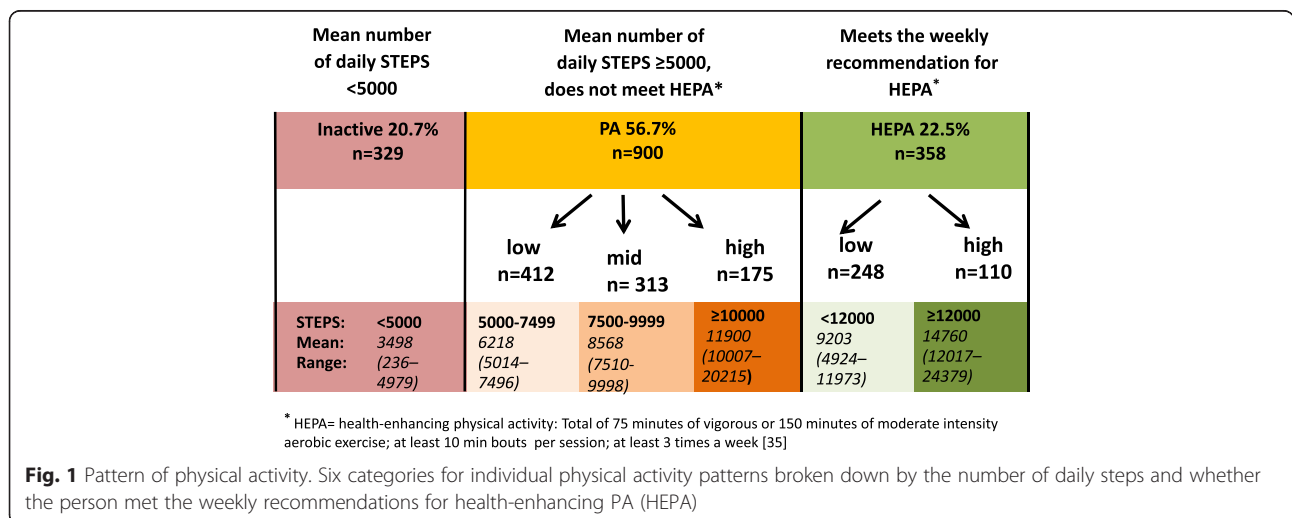 Mean number
of daily STEPS
<5000
Mean number of
daily STEPS ≥5000,
does not meet HEPA*
Meets the weekly
recommendation for
HEPA*
Inactive 20.7%
n=329
PA 56.7%
n=900
HEPA 22.5%
n=358
low
n=412
mid
n= 313
high
n=175
low
n=248
high
n=110
STEPS: <5000
Mean: 3498
Range: (236–
4979)
5000-7499
6218
(5014–
7496)
7500-9999
8568
(7510-
9998)
≥10000
11900
(10007–
20215)
<12000
9203
(4924–
11973)
≥12000
14760
(12017–
24379)
* HEPA= health-enhancing physical activity: Total of 75 minutes of vigorous or 150 minutes of moderate intensity
aerobic exercise; at least 10 min bouts per session; at least 3 times a week [35]
Fig. 1 Pattern of physical activity. Six categories for individual physical activity patterns broken down by the number of daily steps and whether
the person met the weekly recommendations for health-enhancing PA (HEPA)